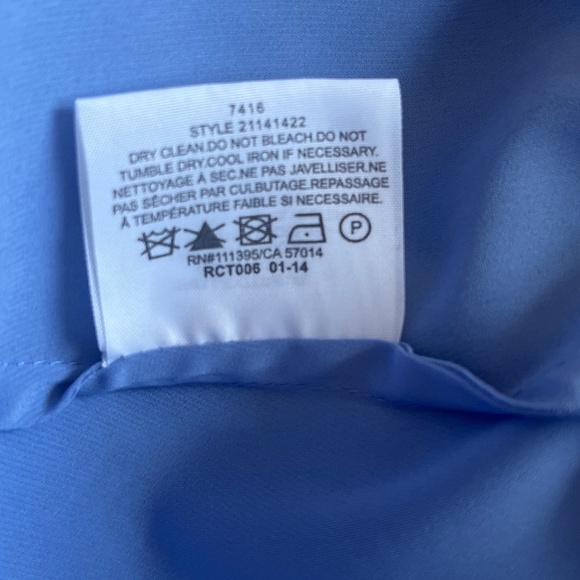 7416
STYLE 21141422
DRY CLEAN.DO NOT BLEACH.DO NOT
TUMBLE DRY.COOL IRON IF NECESSARY.
NETTOYAGE À SEC.NE PAS JAVELLISER.NE
PAS SÉCHER PAR CULBUTAGE.REPASSAGE
À TEMPÉRATURE FAIBLE SI NECESSAIRE.
P
RN#111395/CA 57014
RCT006 01-14